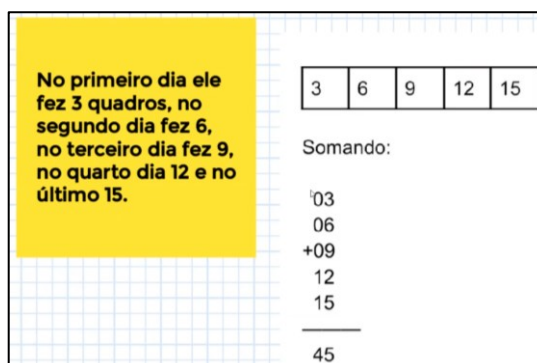 No primeiro dia ele
fez 3 quadros, no
segundo dia fez 6,
no terceiro dia fez 9,
no quarto dia 12 e no
último 15.
3 6 9 12 15
Somando:
03
06
+09
12
15
45